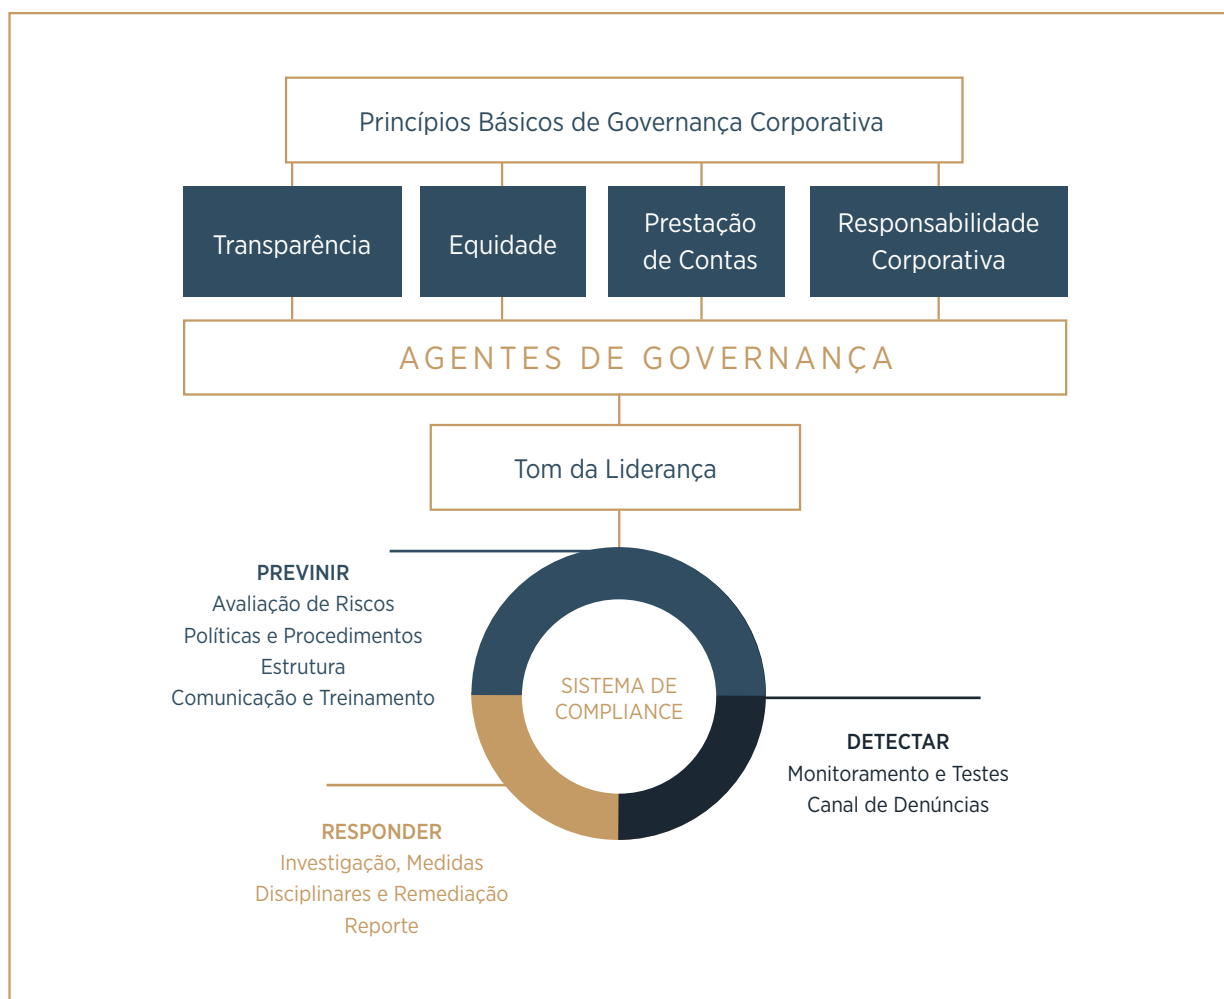 Princípios Básicos de Governança Corporativa
Transparência
Equidade
Prestação
de Contas
Responsabilidade
Corporativa
AGENTES DE GOVERNANÇA
Tom da Liderança
PREVINIR
Avaliação de Riscos
Políticas e Procedimentos
Estrutura
Comunicação e Treinamento
SISTEMA DE
COMPLIANCE
DETECTAR
Monitoramento e Testes
Canal de Denúncias
RESPONDER
Investigação, Medidas
Disciplinares e Remediação
Reporte